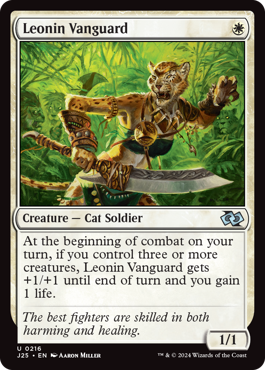 Leonin Vanguard
Creature — Cat Soldier
At the beginning of combat on your
turn, if you control three or more
creatures, Leonin Vanguard gets
+1/+1 until end of turn and you gain
1 life.
The best fighters are skilled in both
harming and healing.
1/1
U 0216
J25 • EN AARON MILLER
™ & © 2024 Wizards of the Coast